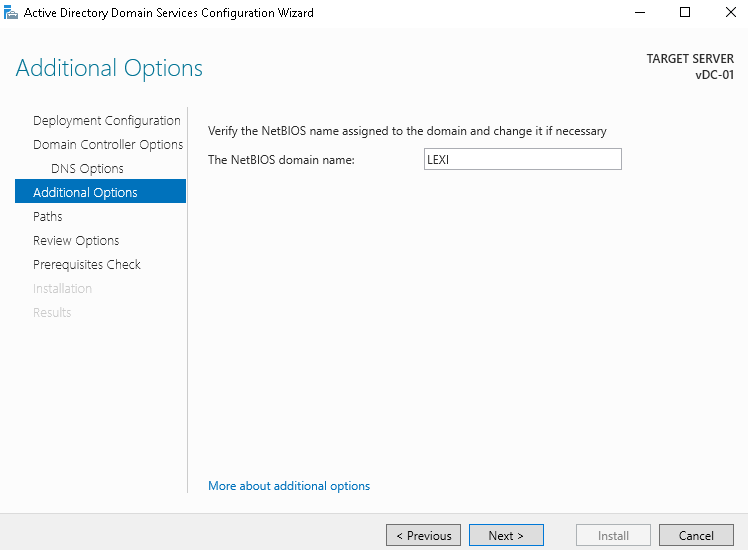 Active Directory Domain Services Configuration Wizard
Additional Options
TARGET SERVER
vDC-01
Deployment Configuration
Domain Controller Options
DNS Options
Additional Options
Paths
Review Options
Prerequisites Check
Installation
Results
Verify the NetBIOS name assigned to the domain and change it if necessary
The NetBIOS domain name: LEXI
More about additional options
< Previous Next > Install Cancel